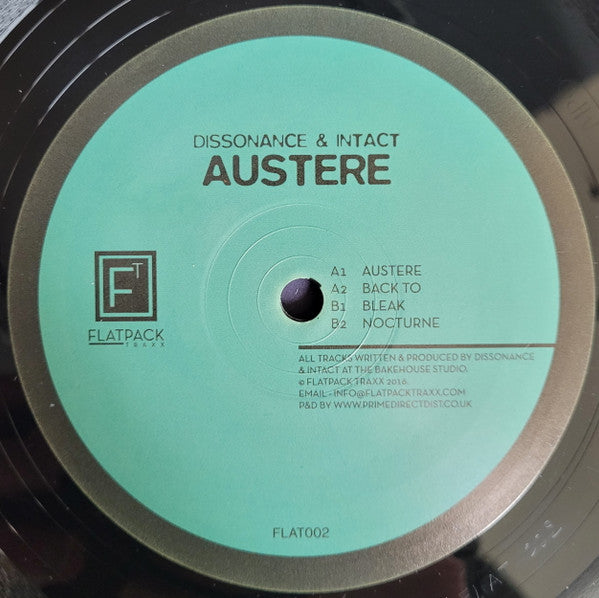 DISSONANCE & INTACT
AUSTERE
FT
FLATPACK
TRAXX
A1 AUSTERE
A2 BACK TO
B1 BLEAK
B2 NOCTURNE
ALL TRACKS WRITTEN & PRODUCED BY DISSONANCE
& INTACT AT THE BAKEHOUSE STUDIO.
© FLATPACK TRAXX 2016.
EMAIL - INFO@FLATPACKTRAXX.COM
P&D BY WWW.PRIMEDIRECTDIST.CO.UK
FLAT002
FLAT 002